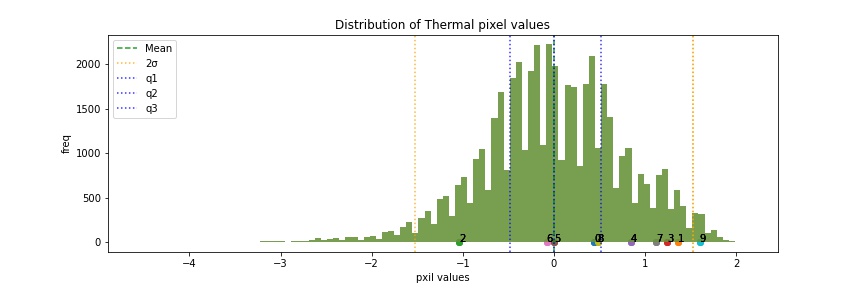 Distribution of Thermal pixel values
Mean
2σ
q1
q2
q3
freq
2000
1500
1000
500
0
2 6 5 0 8 4 7 3 1 9
−4 −3 −2 −1 0 1 2
pxil values